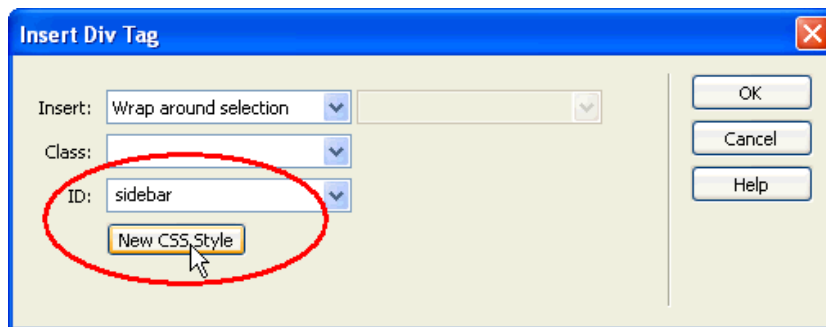 Insert Div Tag
Insert: Wrap around selection
Class:
ID: sidebar
New CSS Style
OK
Cancel
Help